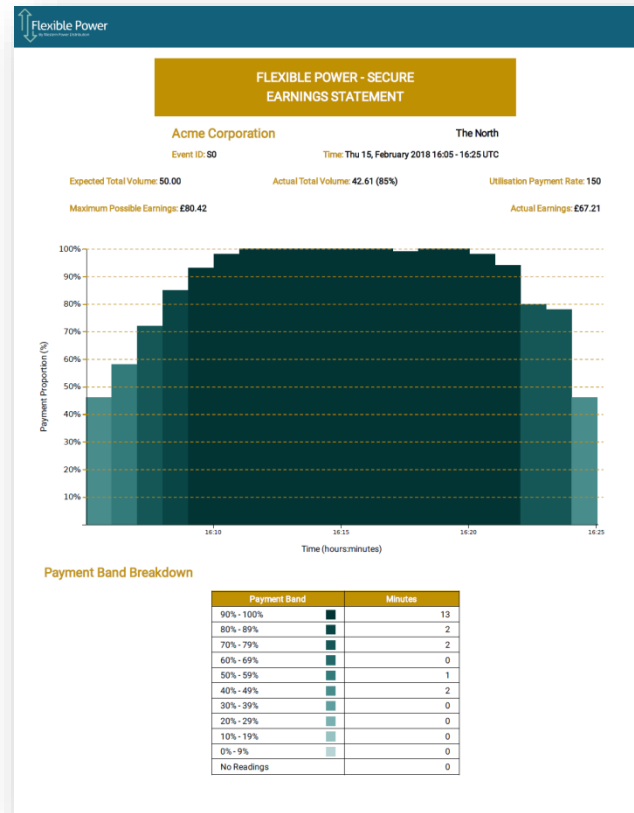 Flexible Power
By Western Power Distribution
FLEXIBLE POWER - SECURE
EARNINGS STATEMENT
Acme Corporation
The North
Event ID: S0
Time: Thu 15, February 2018 16:05 - 16:25 UTC
Expected Total Volume: 50.00
Actual Total Volume: 42.61 (85%)
Utilisation Payment Rate: 150
Maximum Possible Earnings: £80.42
Actual Earnings: £67.21
Payment Proportion (%)
100%
90%
80%
70%
60%
50%
40%
30%
20%
10%
16:10 16:15 16:20 16:25
Time (hours:minutes)
Payment Band Breakdown
Payment Band Minutes
90% - 100% 13
80% - 89% 2
70% - 79% 2
60% - 69% 0
50% - 59% 1
40% - 49% 2
30% - 39% 0
20% - 29% 0
10% - 19% 0
0% - 9% 0
No Readings 0